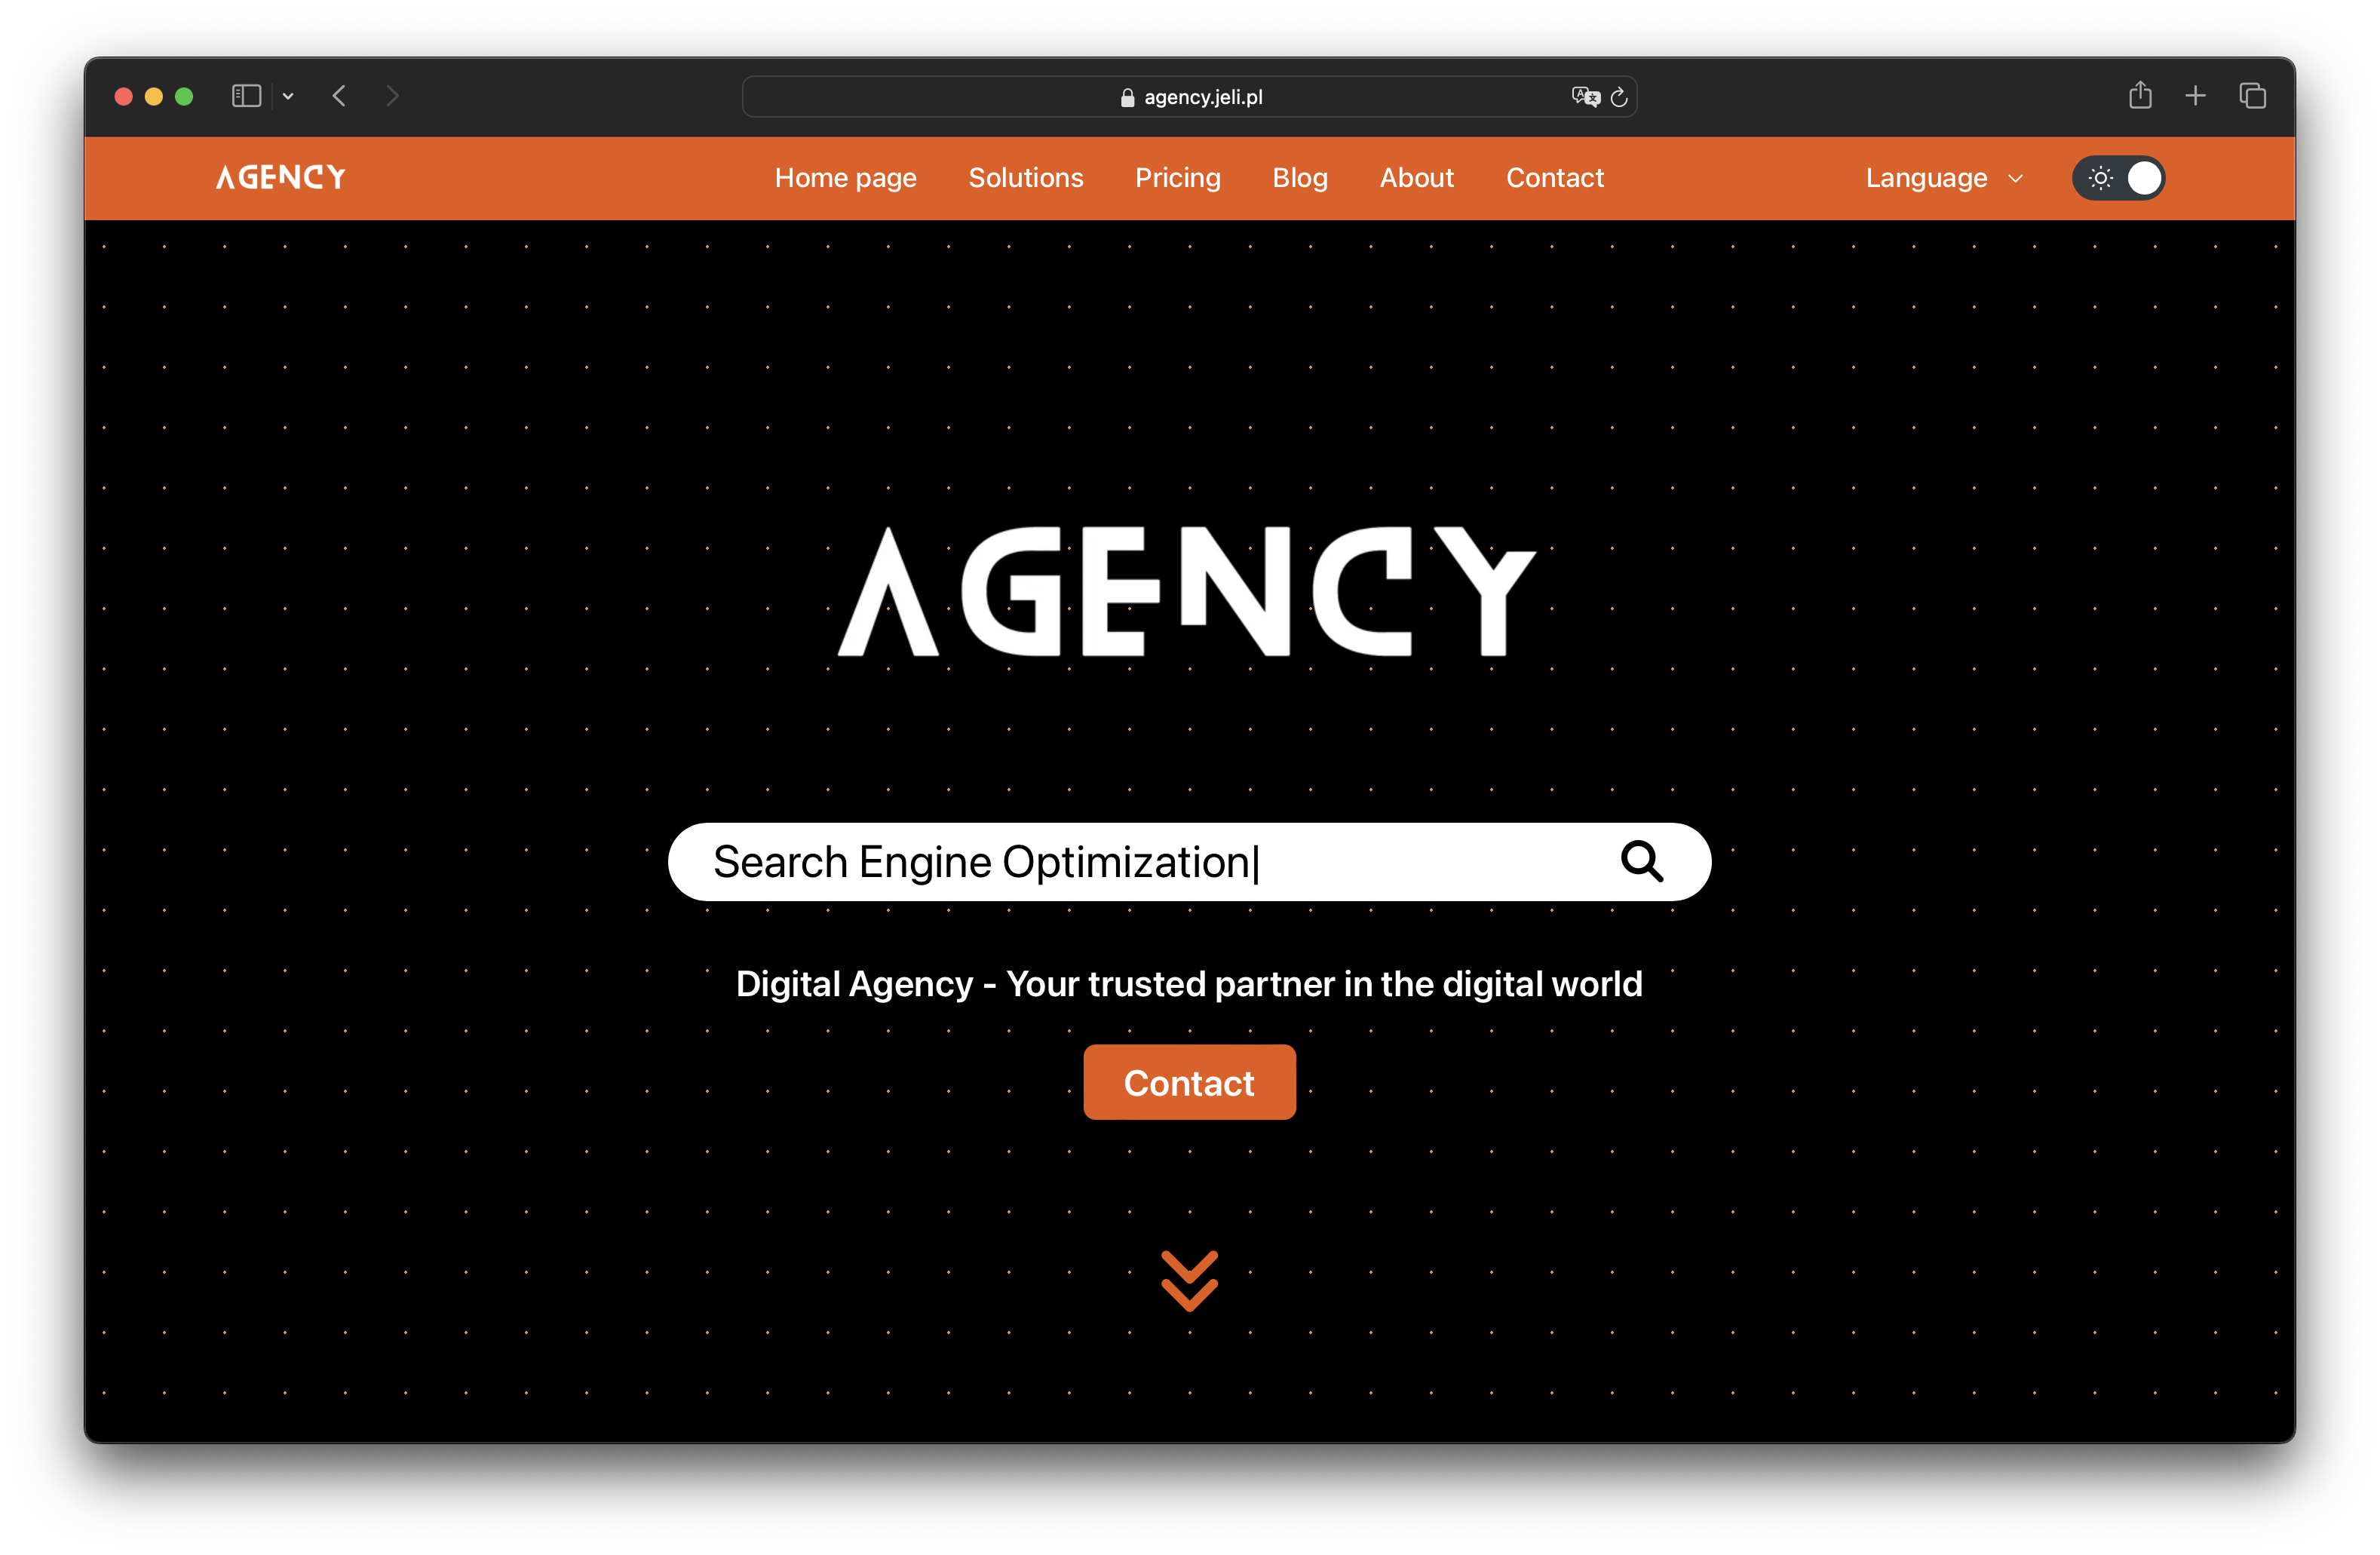 agency.jeli.pl
AGENCY Home page Solutions Pricing Blog About Contact Language
AGENCY
Search Engine Optimization|
Digital Agency - Your trusted partner in the digital world
Contact